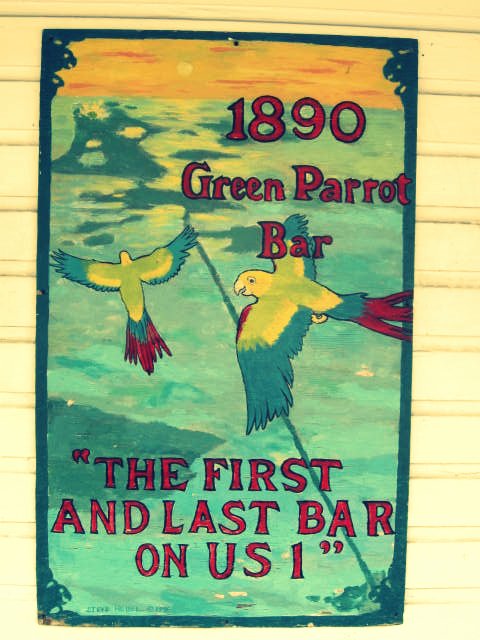 1890
Green Parrot
Bar
"THE FIRST
AND LAST BAR
ON US 1"